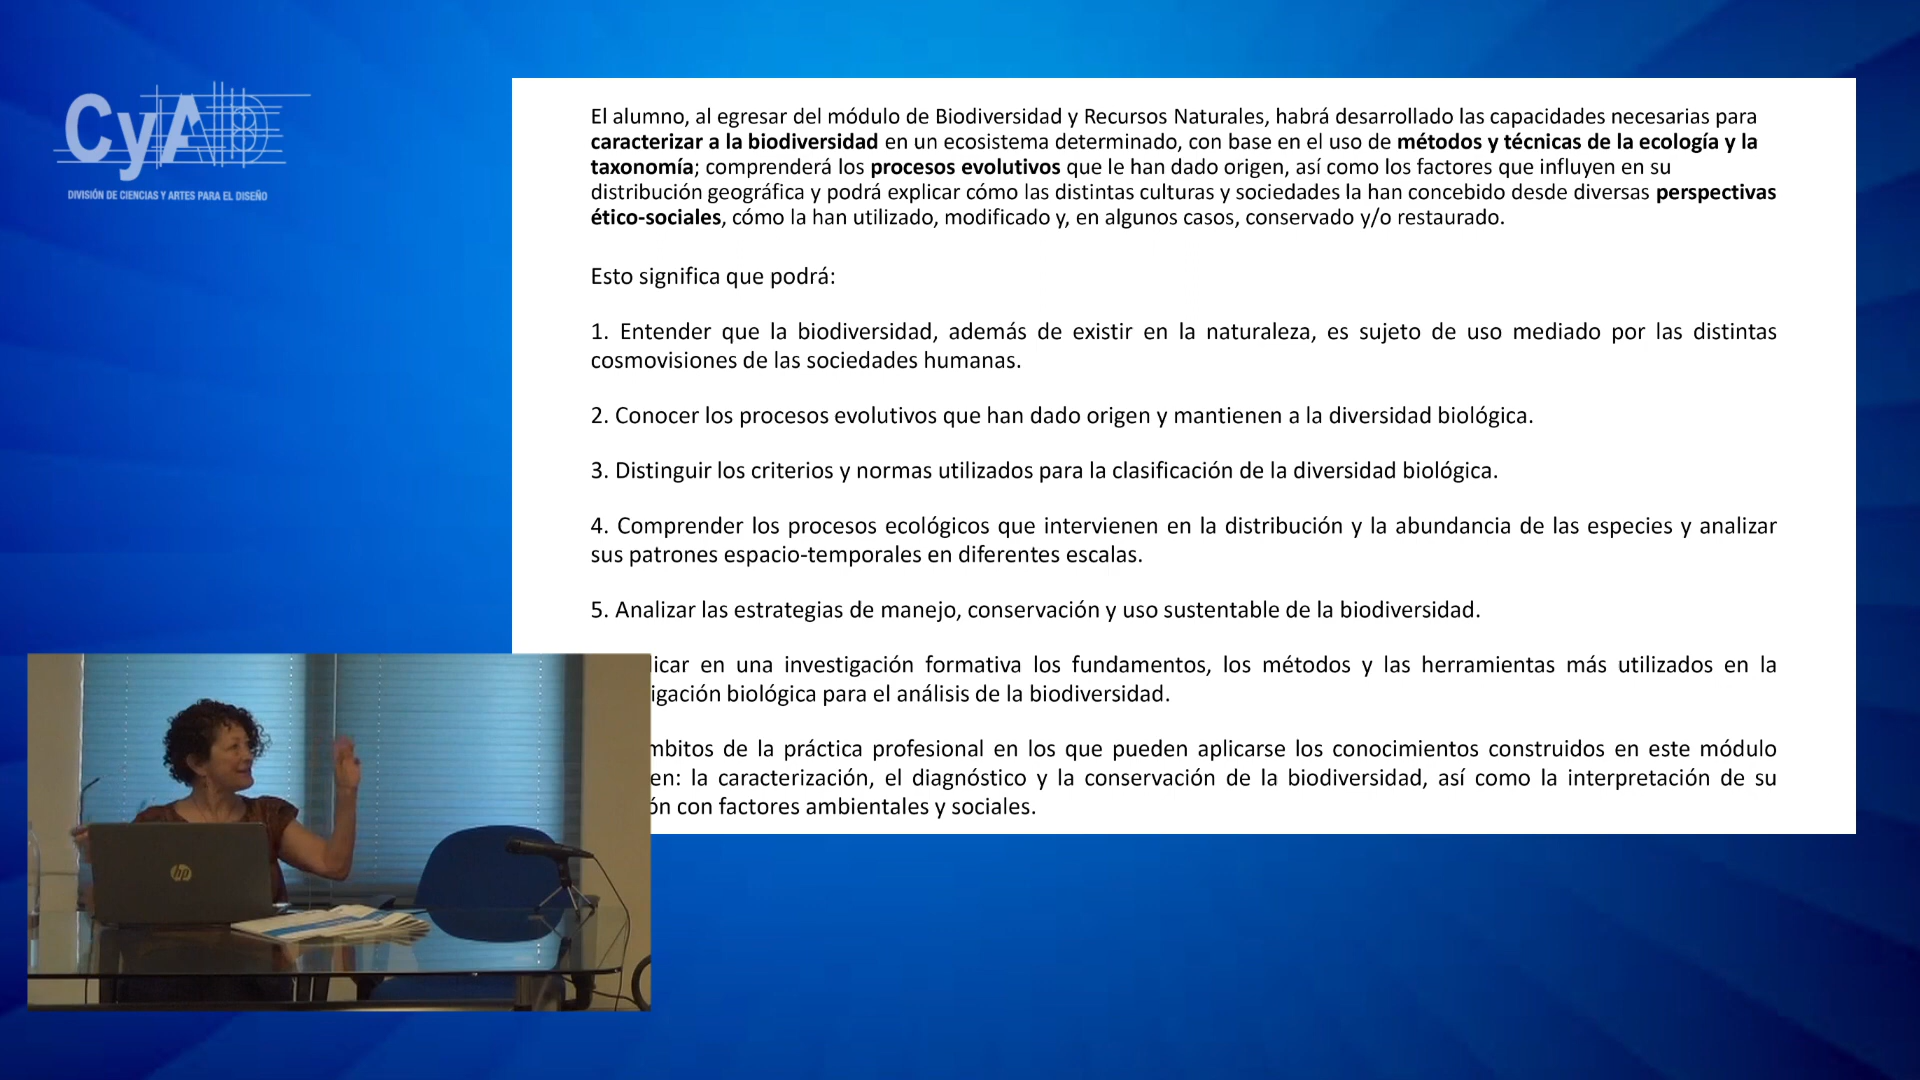 CyAD
DIVISIÓN DE CIENCIAS Y ARTES PARA EL DISEÑO
El alumno, al egresar del módulo de Biodiversidad y Recursos Naturales, habrá desarrollado las capacidades necesarias para
caracterizar a la biodiversidad en un ecosistema determinado, con base en el uso de métodos y técnicas de la ecología y la
taxonomía; comprenderá los procesos evolutivos que le han dado origen, así como los factores que influyen en su
distribución geográfica y podrá explicar cómo las distintas culturas y sociedades la han concebido desde diversas perspectivas
ético-sociales, cómo la han utilizado, modificado y, en algunos casos, conservado y/o restaurado.
Esto significa que podrá:
1. Entender que la biodiversidad, además de existir en la naturaleza, es sujeto de uso mediado por las distintas
cosmovisiones de las sociedades humanas.
2. Conocer los procesos evolutivos que han dado origen y mantienen a la diversidad biológica.
3. Distinguir los criterios y normas utilizados para la clasificación de la diversidad biológica.
4. Comprender los procesos ecológicos que intervienen en la distribución y la abundancia de las especies y analizar
sus patrones espacio-temporales en diferentes escalas.
5. Analizar las estrategias de manejo, conservación y uso sustentable de la biodiversidad.
en una investigación formativa los fundamentos, los métodos y las herramientas más utilizados en la
biológica para el análisis de la biodiversidad.
de la práctica profesional en los que pueden aplicarse los conocimientos construidos en este módulo
la caracterización, el diagnóstico y la conservación de la biodiversidad, así como la interpretación de su
con factores ambientales y sociales.
hp